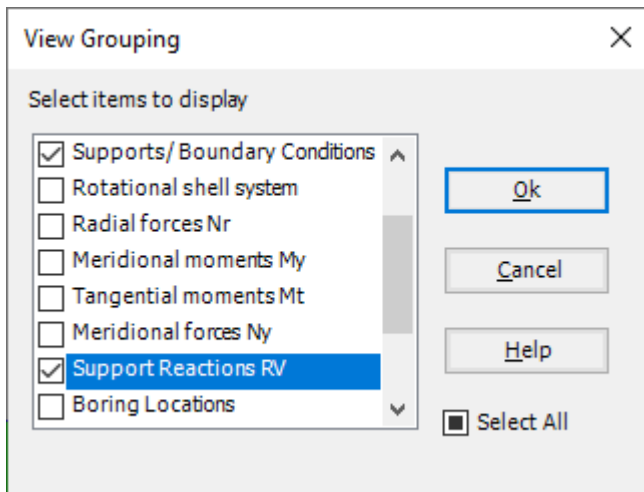 View Grouping
Select items to display
Supports/ Boundary Conditions
Rotational shell system
Radial forces Nr
Meridional moments My
Tangential moments Mt
Meridional forces Ny
Support Reactions RV
Boring Locations
Ok
Cancel
Help
Select All